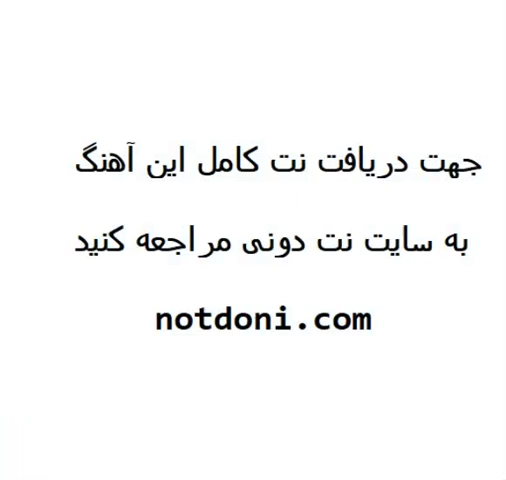 جهت دریافت نت کامل این آهنگ
به سایت نت دونی مراجعه کنید
notdoni.com